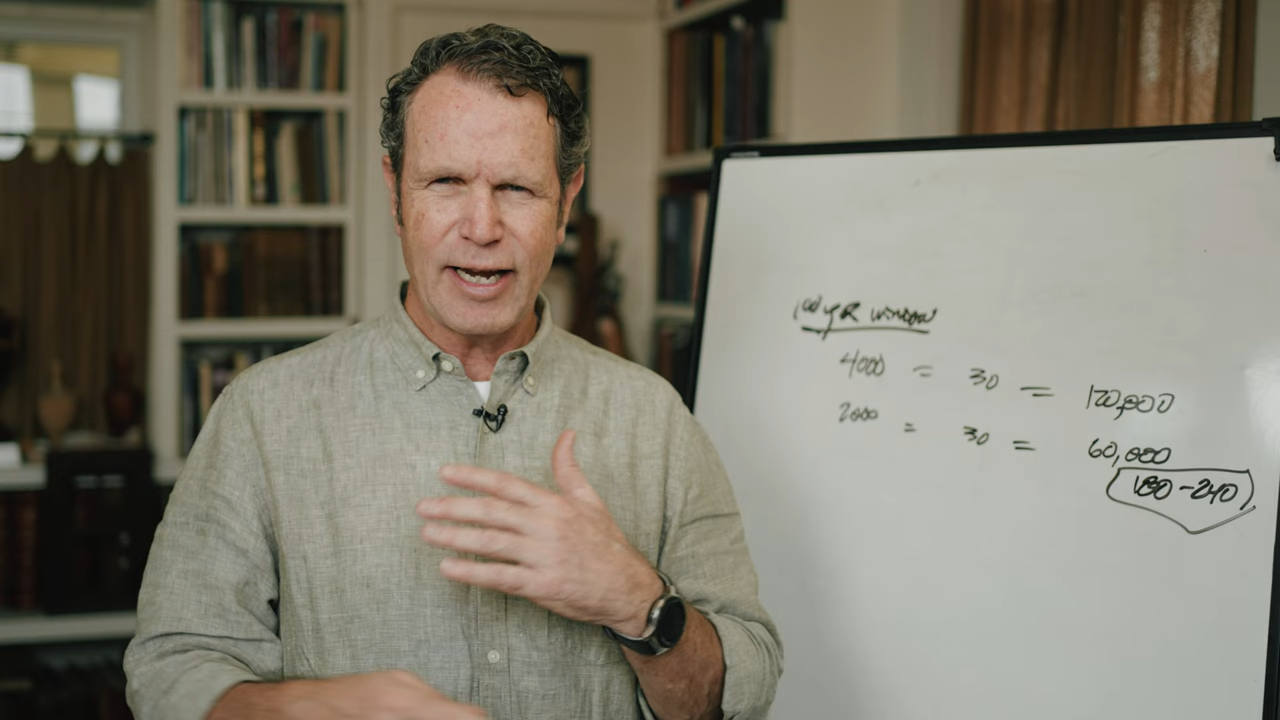 100 yr window
4000 = 30 = 120,000
2000 = 30 = 60,000
180-240